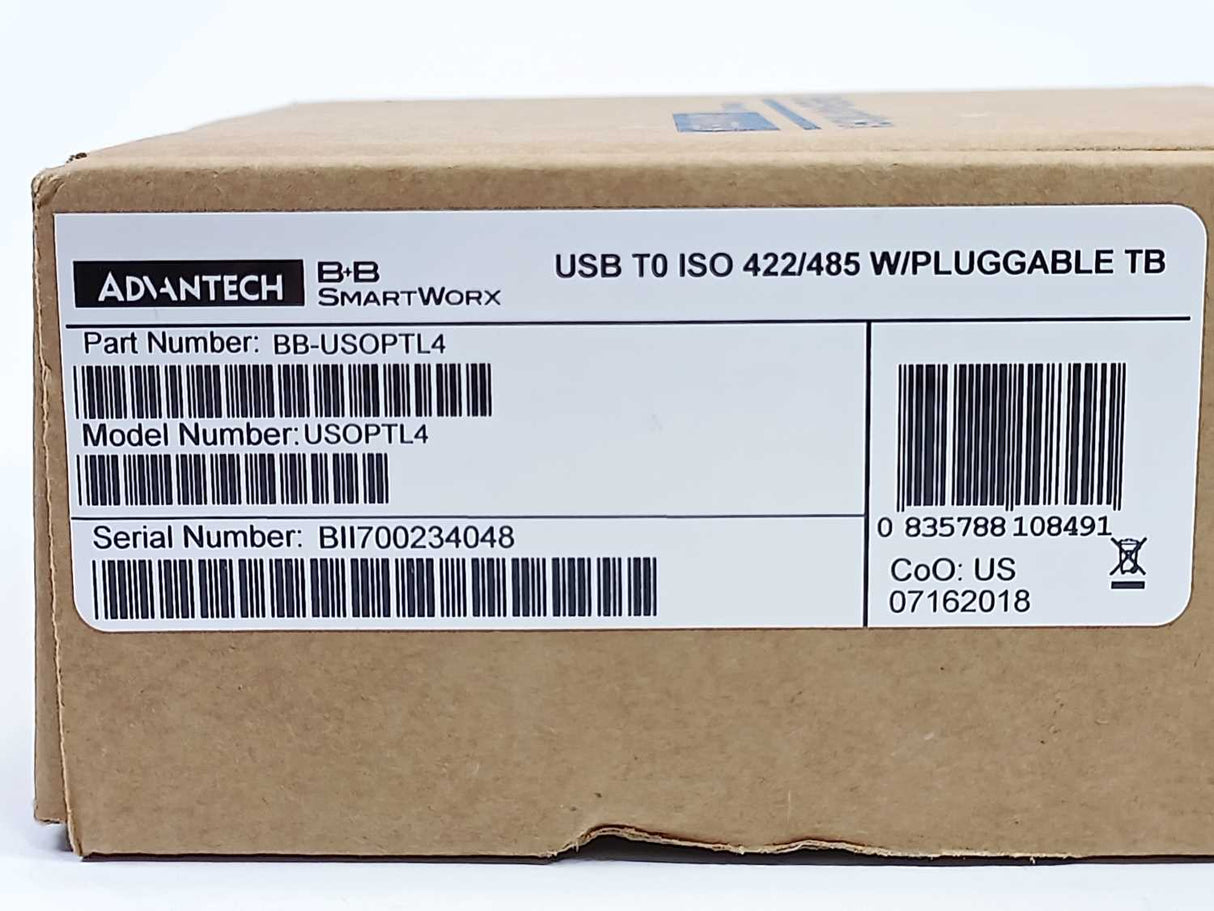 ADVANTECH B+B SMARTWORX
USB T0 ISO 422/485 W/PLUGGABLE TB
Part Number: BB-USOPTL4
Model Number: USOPTL4
Serial Number: BII700234048
0 835788 108491
CoO: US
07162018